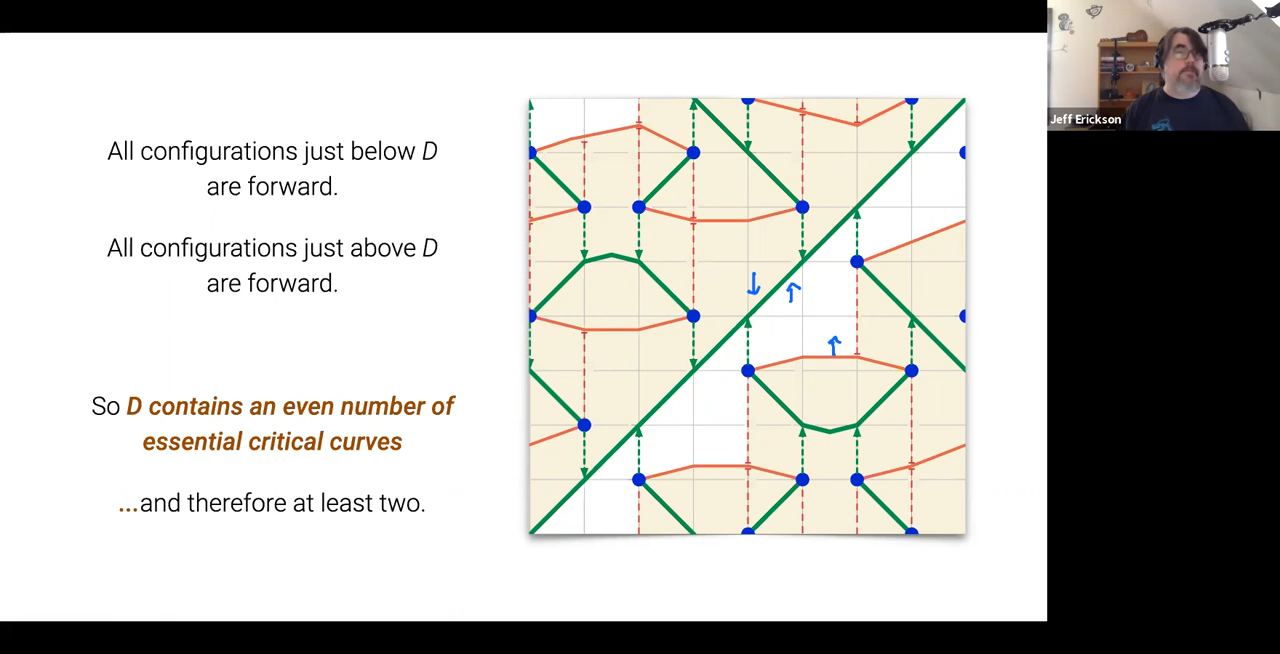 All configurations just below D
are forward.
All configurations just above D
are forward.
So D contains an even number of
essential critical curves
...and therefore at least two.
Jeff Erickson